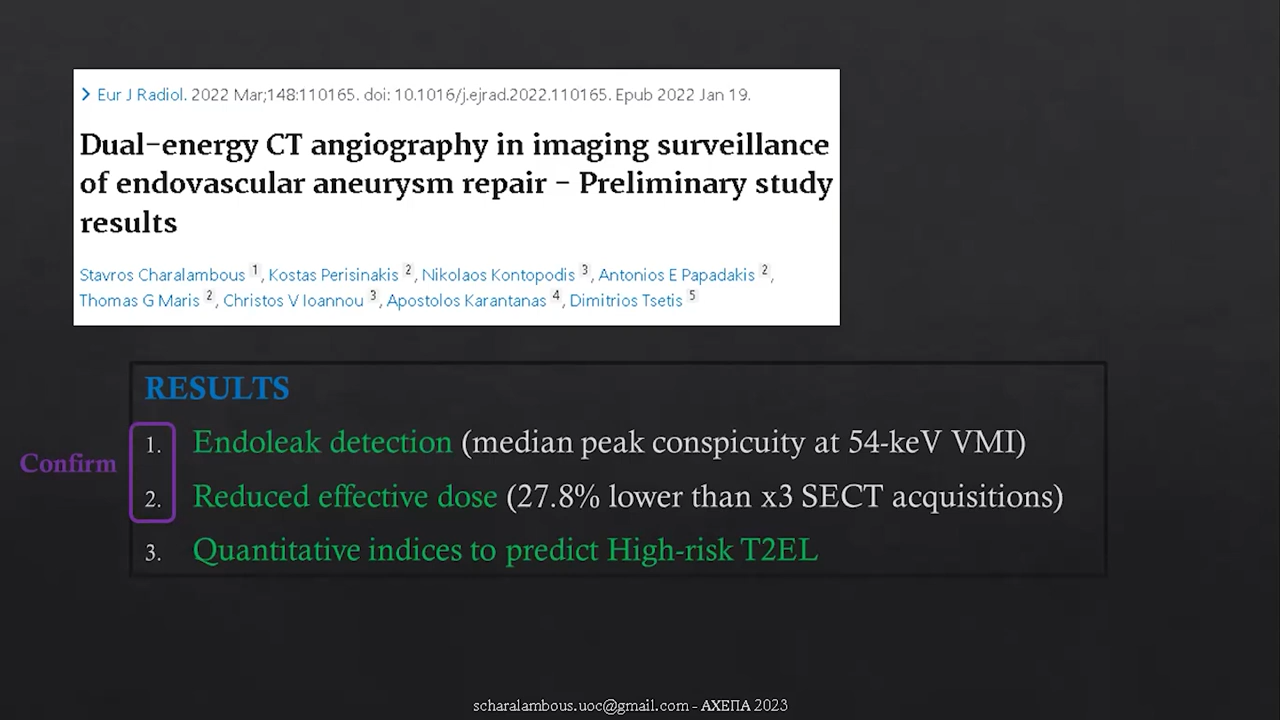 Eur J Radiol. 2022 Mar;148:110165. doi: 10.1016/j.ejrad.2022.110165. Epub 2022 Jan 19.
Dual-energy CT angiography in imaging surveillance
of endovascular aneurysm repair - Preliminary study
results
Stavros Charalambous 1, Kostas Perisinakis 2, Nikolaos Kontopodis 3, Antonios E Papadakis 2,
Thomas G Maris 2, Christos V Ioannou 3, Apostolos Karantanas 4, Dimitrios Tsetis 5
RESULTS
Confirm
1. Endoleak detection (median peak conspicuity at 54-keV VMI)
2. Reduced effective dose (27.8% lower than x3 SECT acquisitions)
3. Quantitative indices to predict High-risk T2EL
scharalambous.uoc@gmail.com - ΑΧΕΠΑ 2023